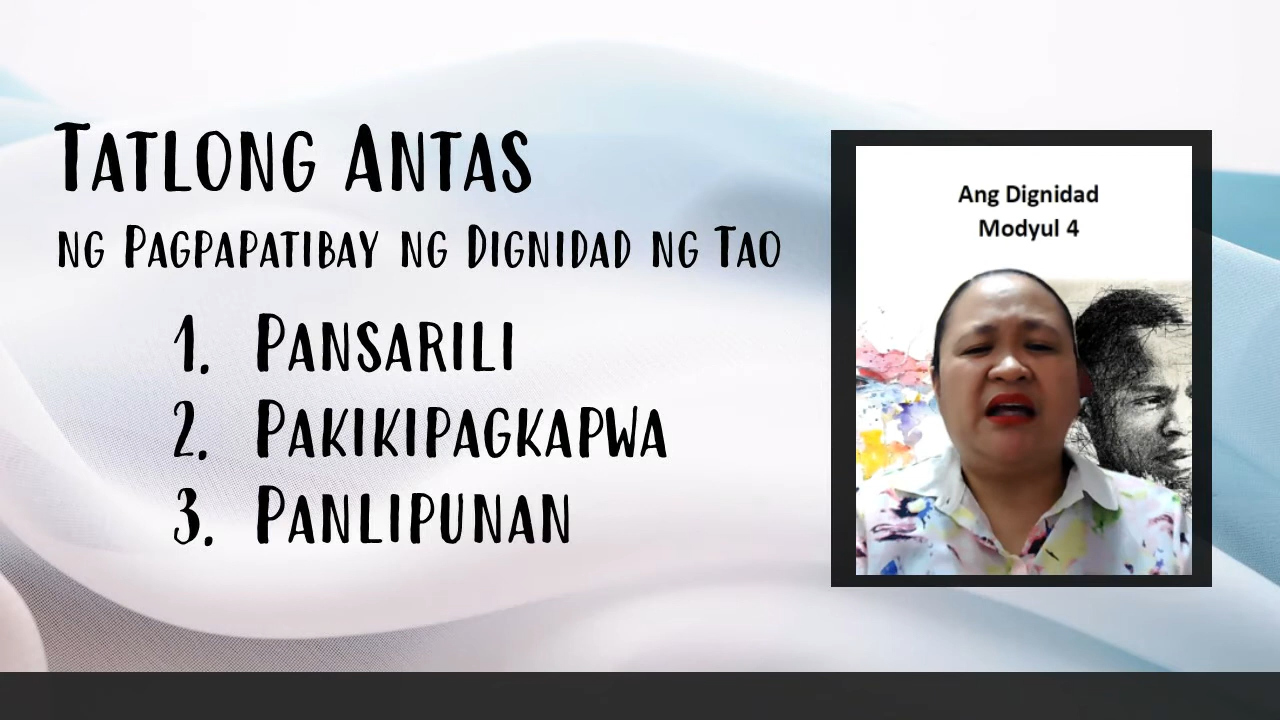 Tatlong Antas
ng Pagpapatibay ng Dignidad ng Tao
1. Pansarili
2. Pakikipagkapwa
3. Panlipunan
Ang Dignidad
Modyul 4